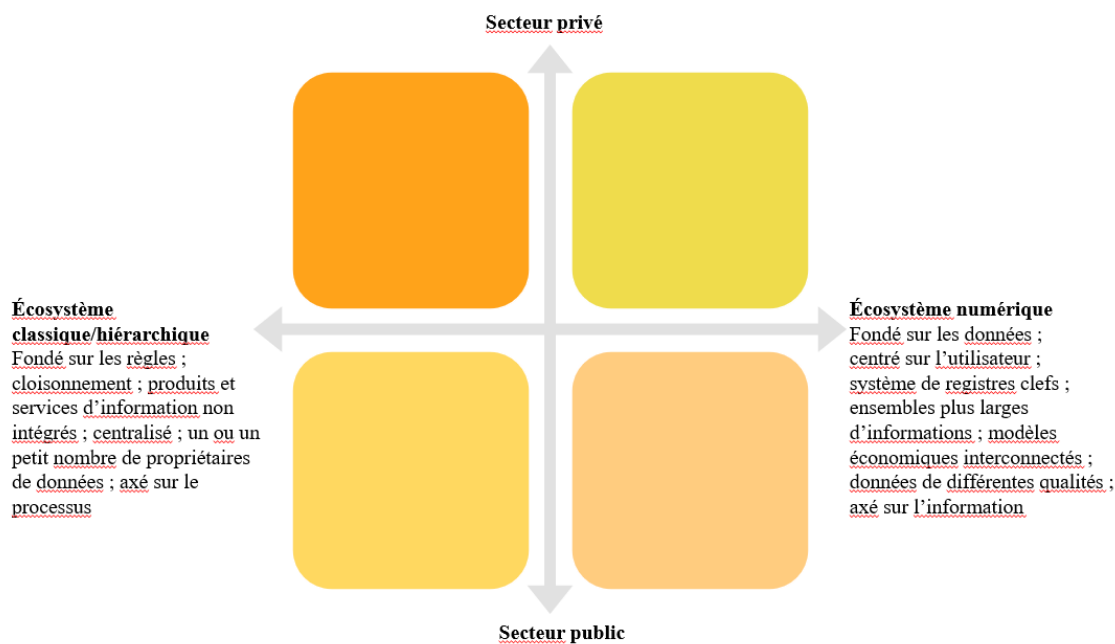 Secteur privé
Écosystème
classique/hiérarchique
Fondé sur les règles ;
cloisonnement ; produits et
services d’information non
intégrés ; centralisé ; un ou un
petit nombre de propriétaires
de données ; axé sur le
processus
Écosystème numérique
Fondé sur les données ;
centré sur l’utilisateur ;
système de registres clefs ;
ensembles plus larges
d’informations ; modèles
économiques interconnectés ;
données de différentes qualités ;
axé sur l’information
Secteur public